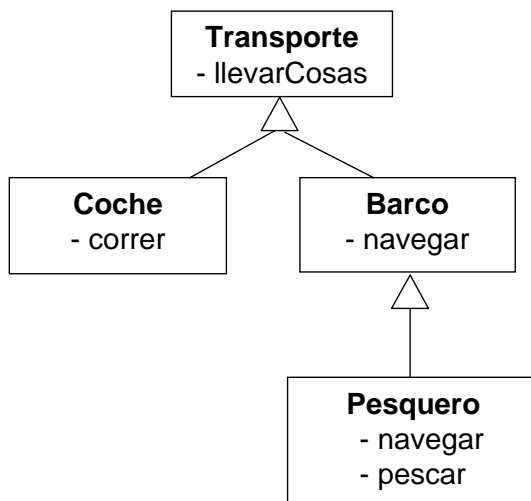 Transporte
- llevarCosas
Coche
- correr
Barco
- navegar
Pesquero
- navegar
- pescar